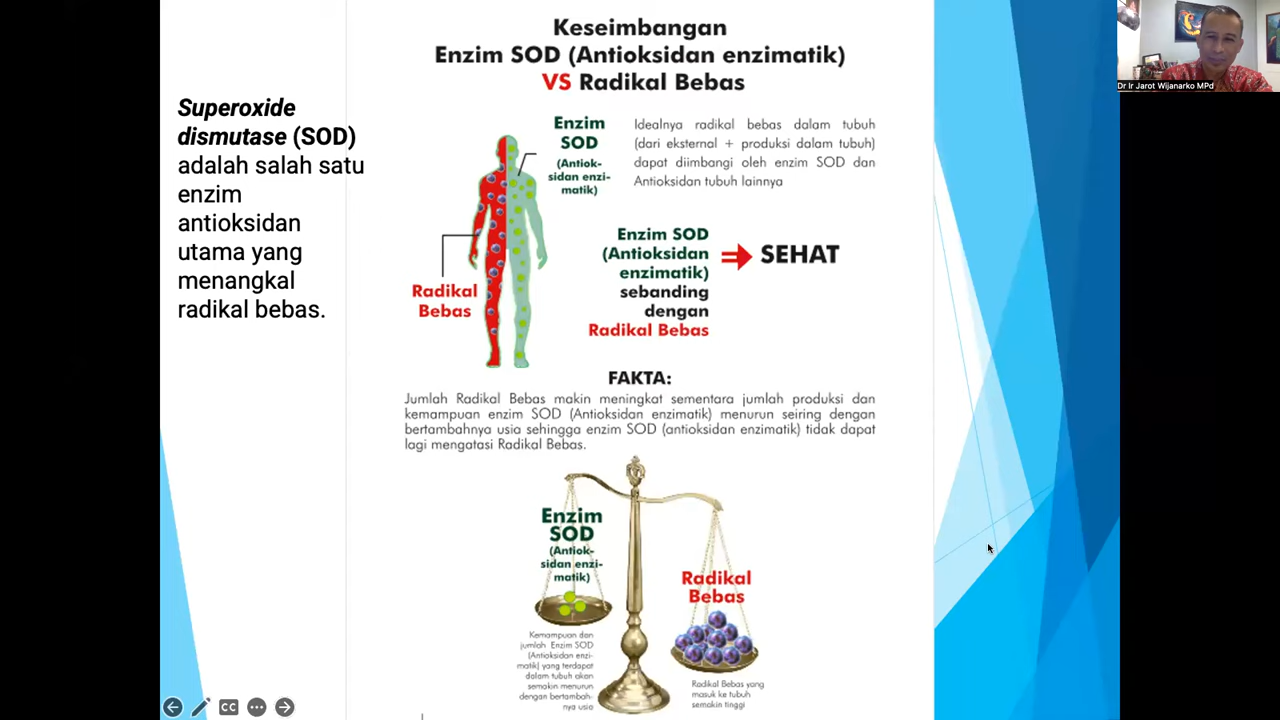 Keseimbangan
Enzim SOD (Antioksidan enzimatik)
VS Radikal Bebas
Dr Ir Jarot Wijanarko MPd
Superoxide
dismutase (SOD)
adalah salah satu
enzim
antioksidan
utama yang
menangkal
radikal bebas.
Enzim
SOD
(Antiok-
sidan enzi-
matik)
Idealnya radikal bebas dalam tubuh
(dari eksternal + produksi dalam tubuh)
dapat diimbangi oleh enzim SOD dan
Antioksidan tubuh lainnya
Radikal
Bebas
Enzim SOD
(Antioksidan
enzimatik)
sebanding
dengan
Radikal Bebas
SEHAT
FAKTA:
Jumlah Radikal Bebas makin meningkat sementara jumlah produksi dan
kemampuan enzim SOD (Antioksidan enzimatik) menurun seiring dengan
bertambahnya usia sehingga enzim SOD (antioksidan enzimatik) tidak dapat
lagi mengatasi Radikal Bebas.
Enzim
SOD
(Antiok-
sidan enzi-
matik)
Radikal
Bebas
Kemampuan dan
jumlah Enzim SOD
(Antioksidan enzi-
matik) yang terdapat
dalam tubuh akan
semakin menurun
dengan bertambah-
nya usia
Radikal Bebas yang
masuk ke tubuh
semakin tinggi
CC